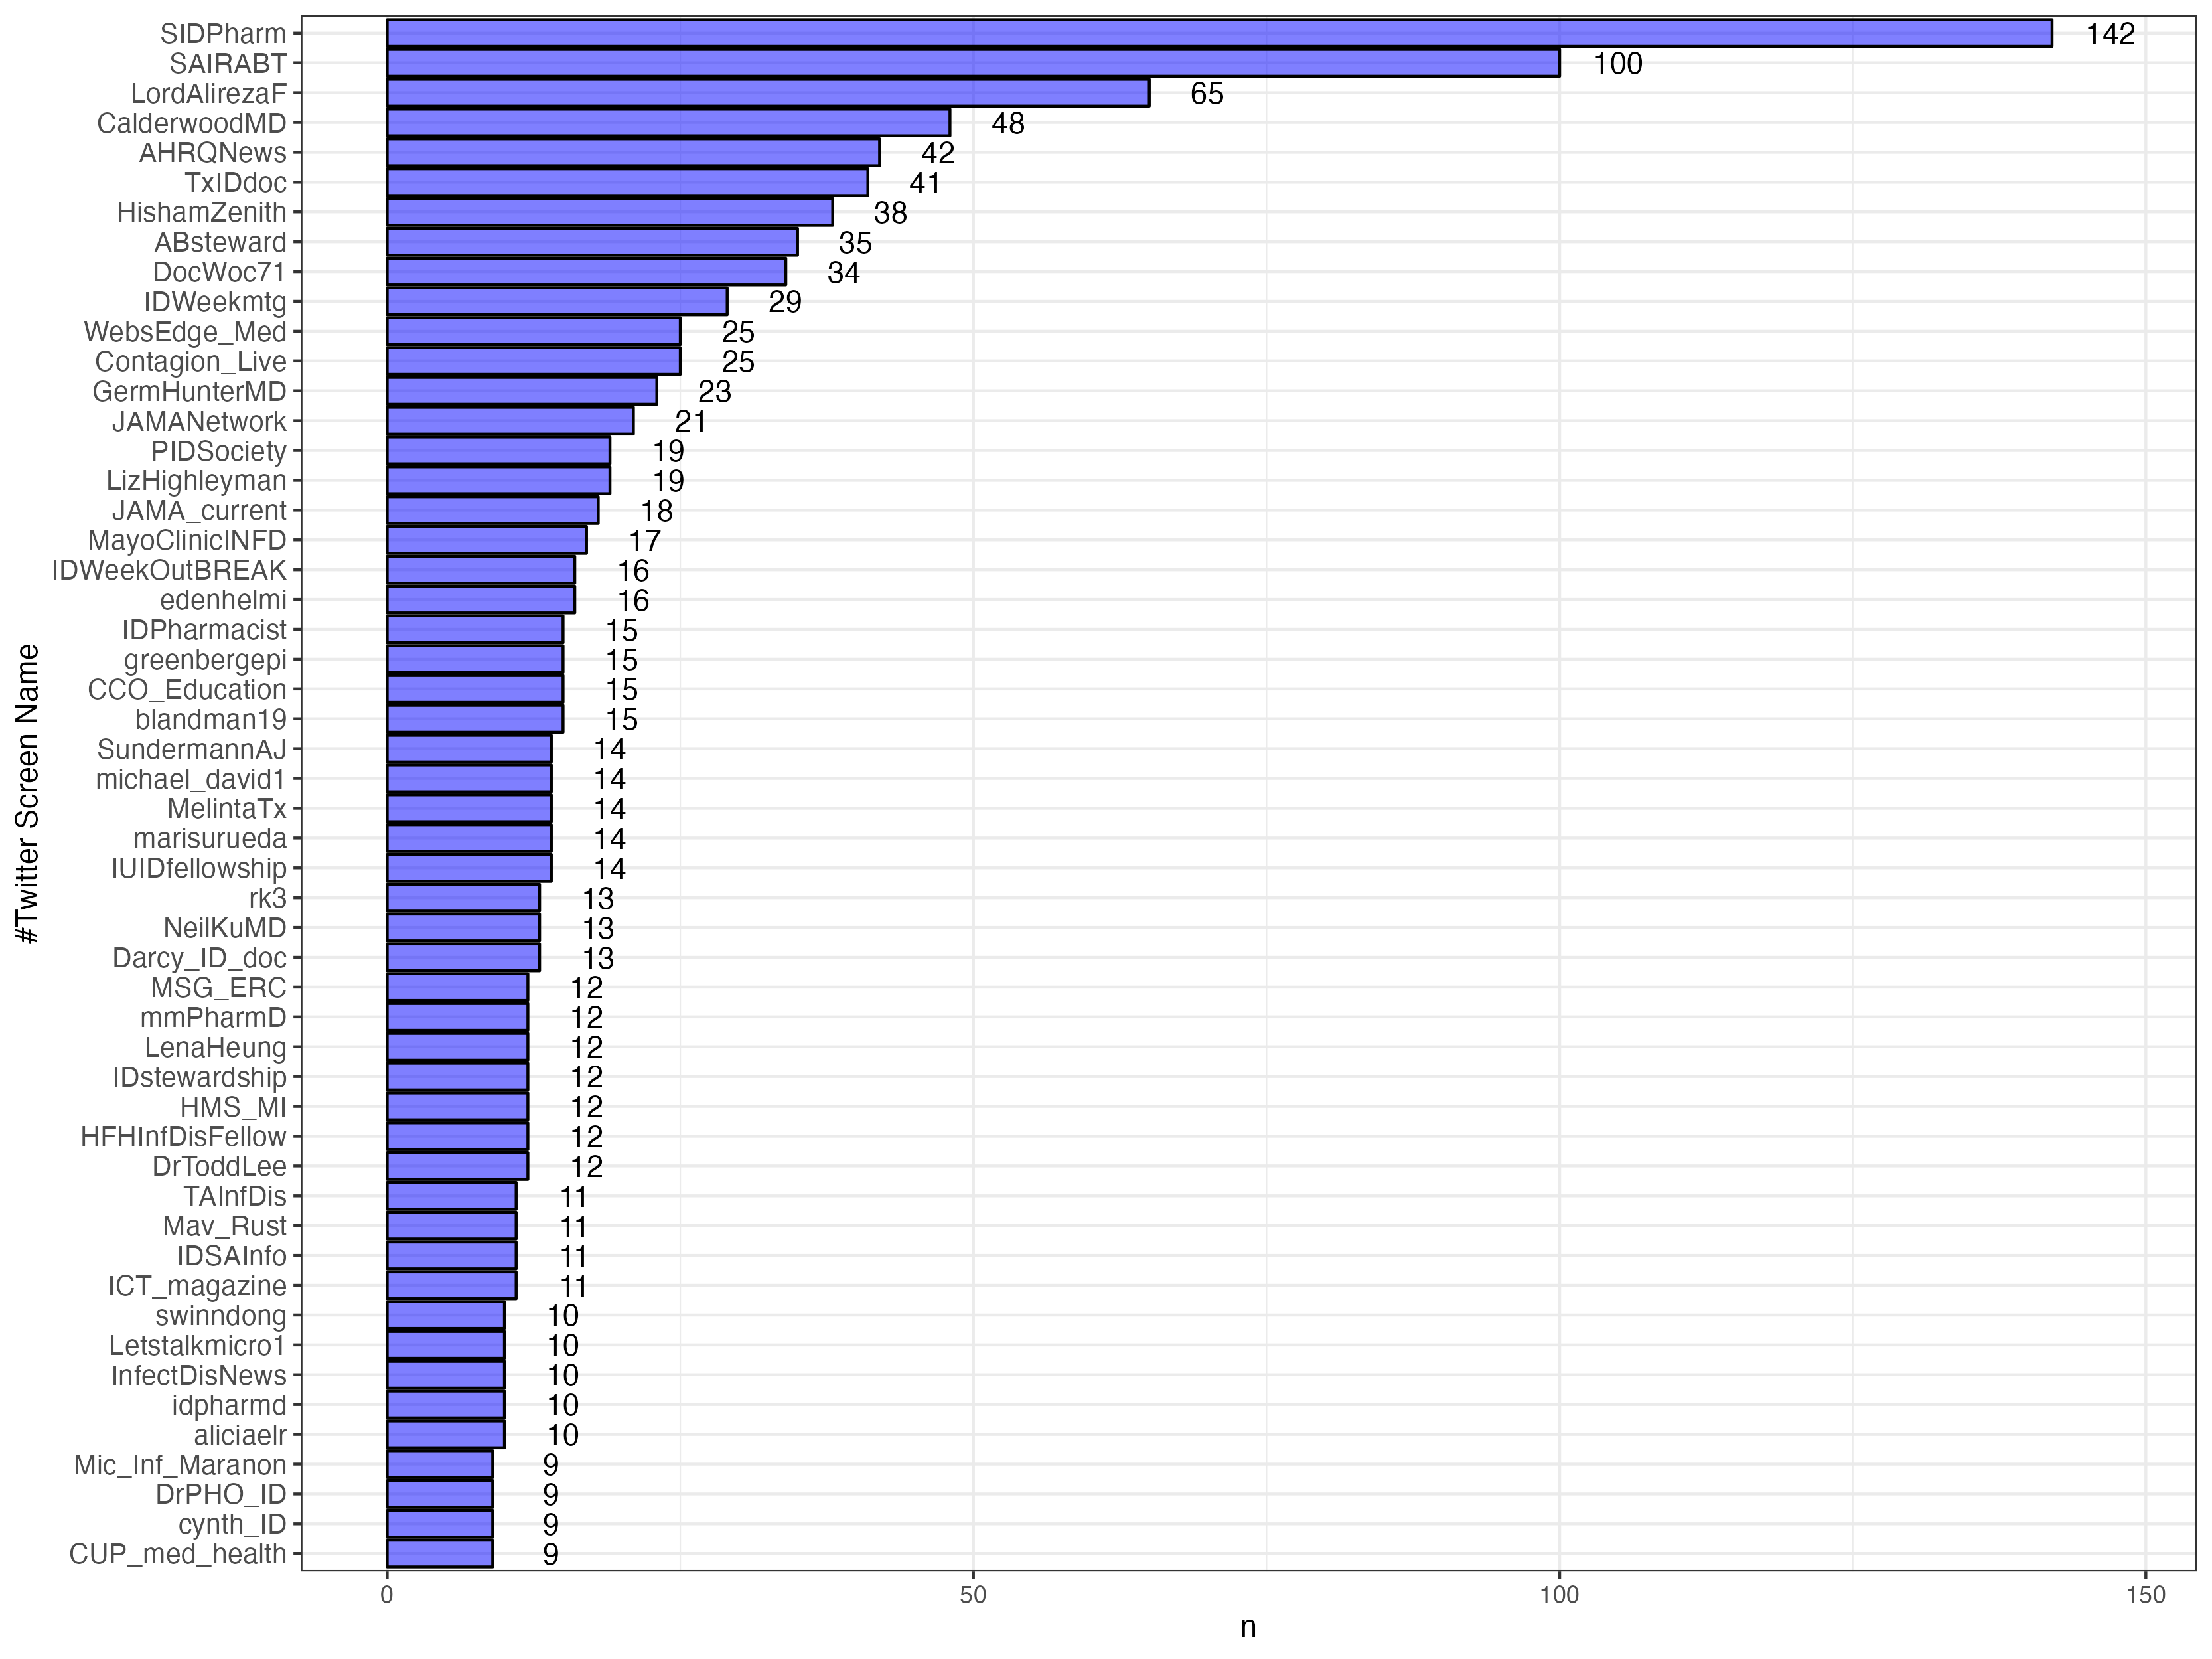 SIDPharm 142
SAIRABT 100
LordAlirezaF 65
CalderwoodMD 48
AHRQNews 42
TxIDdoc 41
HishamZenith 38
ABsteward 35
DocWoc71 34
IDWeekmtg 29
WebsEdge_Med 25
Contagion_Live 25
GermHunterMD 23
JAMANetwork 21
PIDSociety 19
LizHighleyman 19
JAMA_current 18
MayoClinicINFD 17
IDWeekOutBREAK 16
edenhelmi 16
IDPharmacist 15
greenbergepi 15
CCO_Education 15
blandman19 15
SundermannAJ 14
michael_david1 14
MelintaTx 14
marisurueda 14
IUIDfellowship 14
rk3 13
NeilKuMD 13
Darcy_ID_doc 13
MSG_ERC 12
mmPharmD 12
LenaHeung 12
IDstewardship 12
HMS_MI 12
HFHInfDisFellow 12
DrToddLee 12
TAInfDis 11
Mav_Rust 11
IDSAInfo 11
ICT_magazine 11
swinndong 10
Letstalkmicro1 10
InfectDisNews 10
idpharmd 10
aliciaelr 10
Mic_Inf_Maranon 9
DrPHO_ID 9
cynth_ID 9
CUP_med_health 9
0 50 100 150
n
#Twitter Screen Name